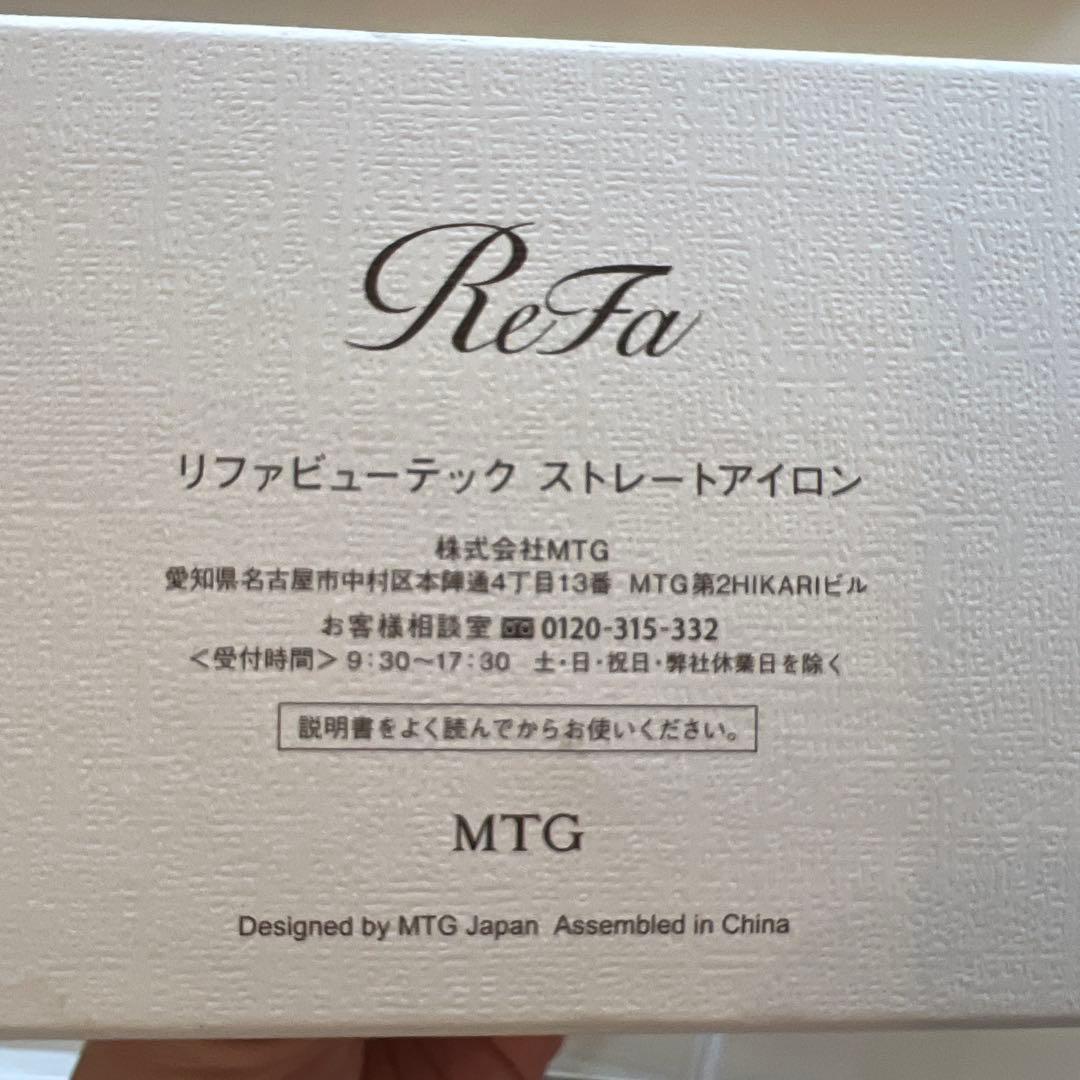 ReFa
リファビューテック ストレートアイロン
株式会社MTG
愛知県名古屋市中村区本陣通4丁目13番 MTG第2HIKARIビル
お客様相談室 0120-315-332
＜受付時間＞9:30〜17:30 土・日・祝日・弊社休業日を除く
説明書をよく読んでからお使いください。
MTG
Designed by MTG Japan Assembled in China